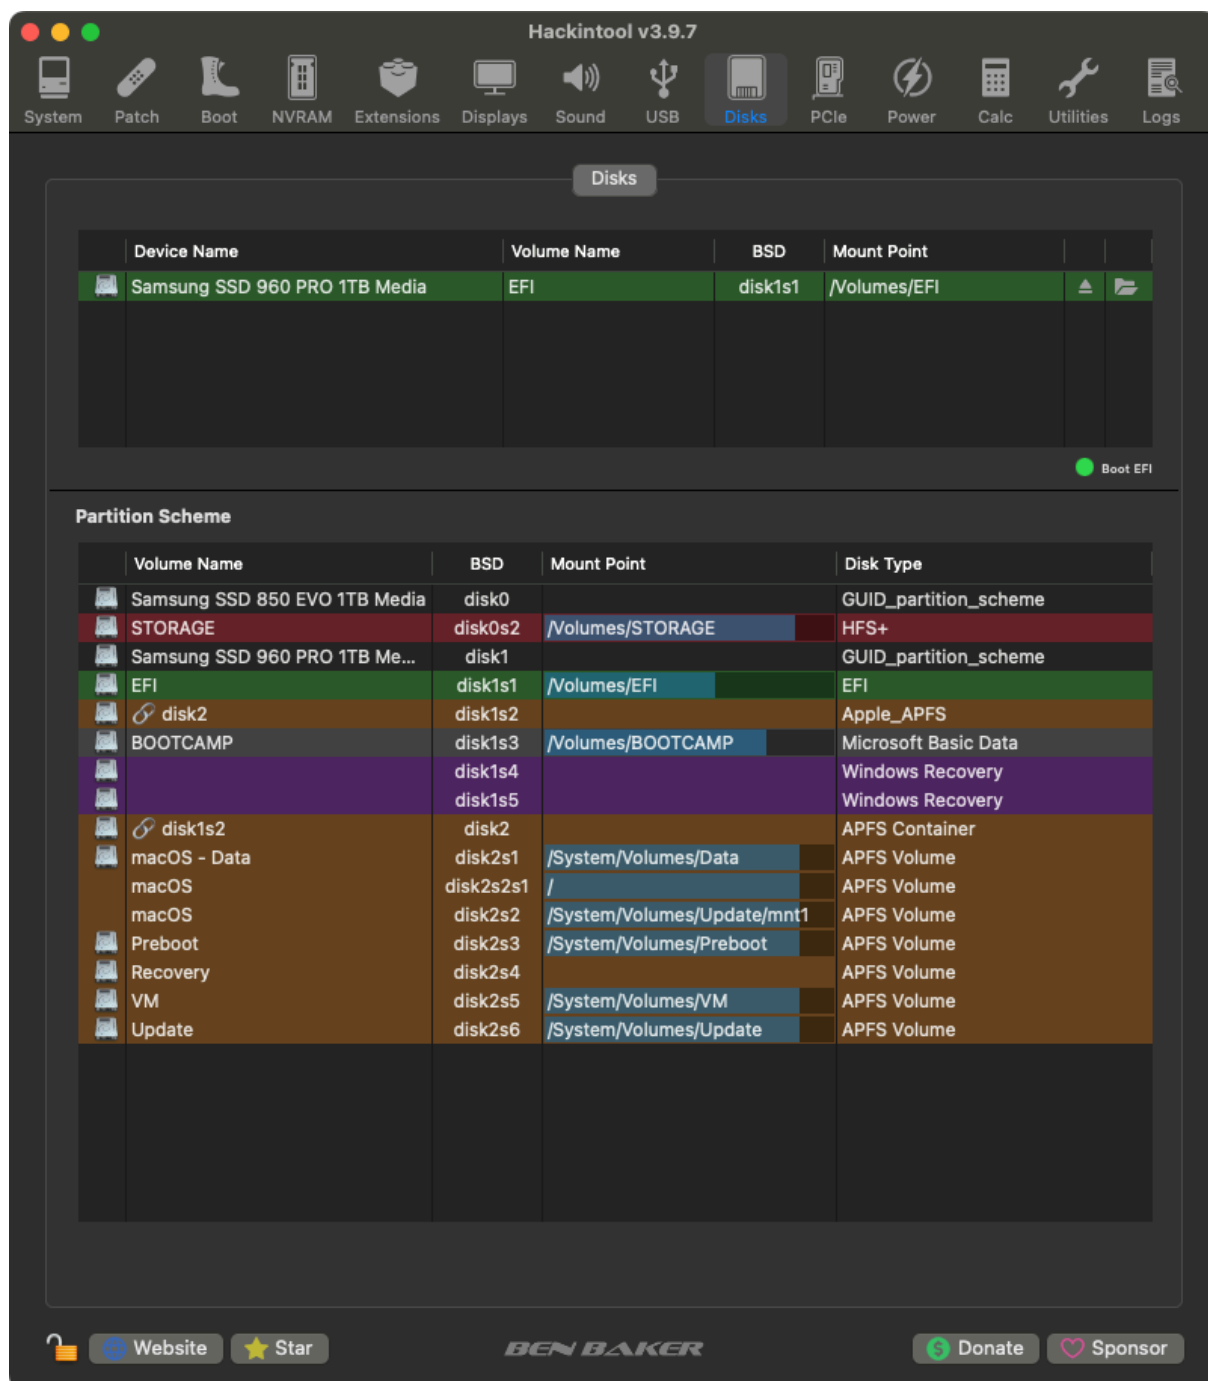 Hackintool v3.9.7
System Patch Boot NVRAM Extensions Displays Sound USB Disks PCIe Power Calc Utilities Logs
Disks
Device Name Volume Name BSD Mount Point
Samsung SSD 960 PRO 1TB Media EFI disk1s1 /Volumes/EFI
Boot EFI
Partition Scheme
Volume Name BSD Mount Point Disk Type
Samsung SSD 850 EVO 1TB Media disk0 GUID_partition_scheme
STORAGE disk0s2 /Volumes/STORAGE HFS+
Samsung SSD 960 PRO 1TB Me... disk1 GUID_partition_scheme
EFI disk1s1 /Volumes/EFI EFI
disk2 disk1s2 Apple_APFS
BOOTCAMP disk1s3 /Volumes/BOOTCAMP Microsoft Basic Data
disk1s4 Windows Recovery
disk1s5 Windows Recovery
disk1s2 disk2 APFS Container
macOS - Data disk2s1 /System/Volumes/Data APFS Volume
macOS disk2s2s1 / APFS Volume
macOS disk2s2 /System/Volumes/Update/mnt1 APFS Volume
Preboot disk2s3 /System/Volumes/Preboot APFS Volume
Recovery disk2s4 APFS Volume
VM disk2s5 /System/Volumes/VM APFS Volume
Update disk2s6 /System/Volumes/Update APFS Volume
Website Star BEN BAKER Donate Sponsor